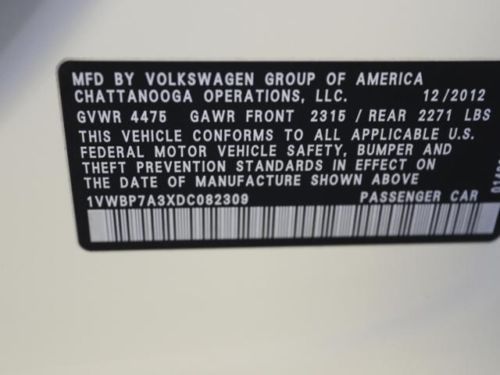 MFD BY VOLKSWAGEN GROUP OF AMERICA
CHATTANOOGA OPERATIONS, LLC. 12/2012
GVWR 4475 GAWR FRONT 2315 / REAR 2271 LBS
THIS VEHICLE CONFORMS TO ALL APPLICABLE U.S.
FEDERAL MOTOR VEHICLE SAFETY, BUMPER AND
THEFT PREVENTION STANDARDS IN EFFECT ON
THE DATE OF MANUFACTURE SHOWN ABOVE
1VWBP7A3XDC082309 PASSENGER CAR